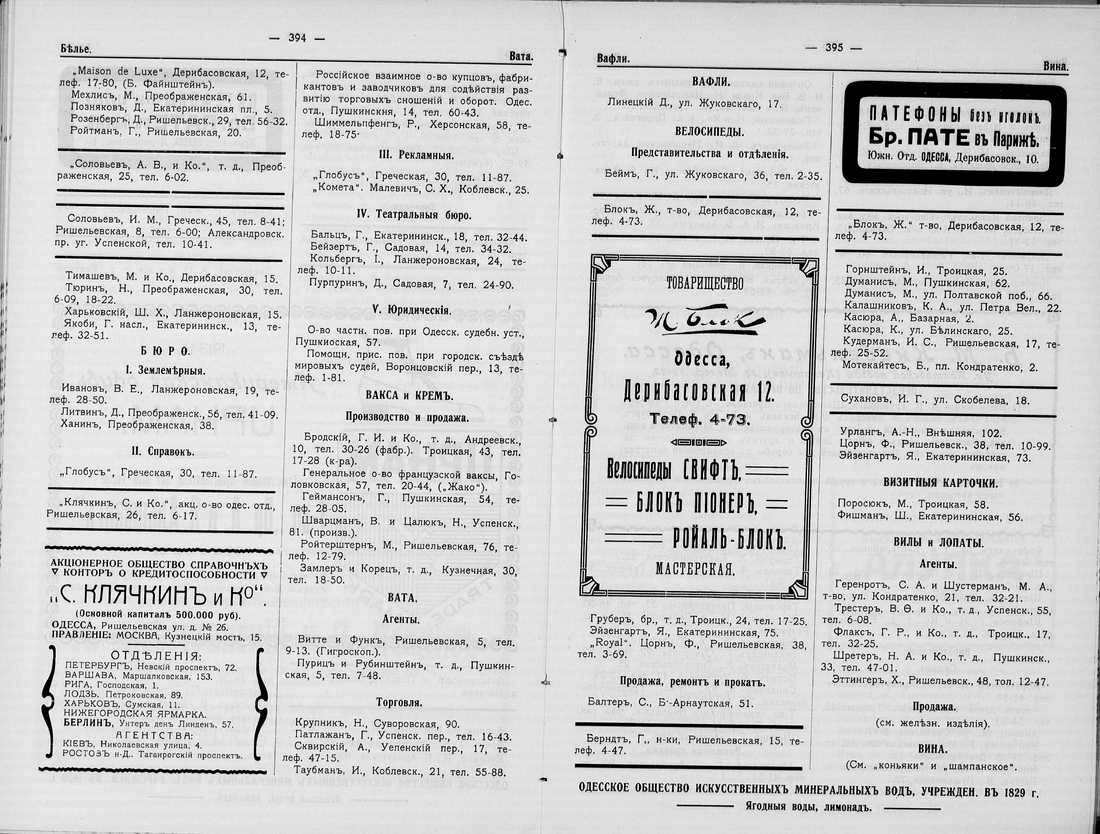 — 394 —
Бѣлье.
Вата.
„Maison de Luxe“, Дерибасовская, 12, те-
леф. 17-80, (Б. Файнштейн).
Мехлисъ, М., Преображенская, 61.
Позняковъ, Д., Екатерининская пл., 5.
Розенбергъ, Д., Ришельевск., 29, тел. 56-32.
Ройтманъ, Г., Ришельевская, 20.
„Соловьевъ, А. В., и Ко.“, т. д., Преоб-
раженская, 25, тел. 6-02.
Соловьевъ, И. М., Греческ., 45, тел. 8-41;
Ришельевская, 8, тел. 6-00; Александровск.
пр. уг. Успенской, тел. 10-41.
Тимашевъ, М. и Ко., Дерибасовская, 15.
Тюринъ, Н., Преображенская, 30, тел.
6-09, 18-22.
Харьковскій, Ш. Х., Ланжероновская, 15.
Якоби, Г. насл., Екатерининск., 13, те-
леф. 32-51.
БЮРО.
I. Землемѣрныя.
Ивановъ, В. Е., Ланжероновская, 19, те-
леф. 28-50.
Литвинъ, Д., Преображенск., 56, тел. 41-09.
Ханинъ, Преображенская, 38.
II. Справокъ.
„Глобусъ“, Греческая, 30, тел. 11-87.
„Клячкинъ, С. и Ко.“, акц. о-во одес. отд.,
Ришельевская, 26, тел. 6-17.
АКЦІОНЕРНОЕ ОБЩЕСТВО СПРАВОЧНЫХЪ
КОНТОРЪ О КРЕДИТОСПОСОБНОСТИ
„С. КЛЯЧКИНЪ и Ко“.
(Основной капиталъ 500.000 руб).
ОДЕССА, Ришельевская ул. д. № 26.
ПРАВЛЕНІЕ: МОСКВА, Кузнецкій мостъ, 15.
ОТДѢЛЕНІЯ:
ПЕТЕРБУРГЪ, Невскій проспектъ, 72.
ВАРШАВА, Маршалковская, 153.
РИГА, Господская, 1.
ЛОДЗЬ, Петроковская, 89.
ХАРЬКОВЪ, Сумская, 11.
НИЖЕГОРОДСКАЯ ЯРМАРКА.
БЕРЛИНЪ, Унтеръ денъ Линденъ, 57.
АГЕНТСТВА:
КІЕВЪ, Николаевская улица, 4.
РОСТОЗЪ н-Д., Таганрогскій проспектъ.
Россійское взаимное о-во купцовъ, фабри-
кантовъ и заводчиковъ для содѣйствія раз-
витію торговыхъ сношеній и оборот. Одес.
отд., Пушкинскня, 14, тел. 60-43.
Шиммельпфенгъ, Р., Херсонская, 58, те-
леф. 18-75.
III. Рекламныя.
„Глобусъ“, Греческая, 30, тел. 11-87.
„Комета“. Малевичъ, С. Х., Коблевск., 25.
IV. Театральныя бюро.
Бальцъ, Г., Екатерининск., 18, тел. 32-44.
Бейзертъ, Г., Садовая, 14, тел. 34-32.
Кольбергъ, І., Ланжероновская, 24, те-
леф. 10-11.
Пурпуринъ, Д., Садовая, 7, тел. 24-90.
V. Юридическія.
О-во частн. пов. при Одесск. судебн. уст.,
Пушкиоская, 57.
Помощн. прис. пов. при городск. съѣздѣ
мировыхъ судей, Воронцовскій пер., 13, те-
леф. 1-81.
ВАКСА и КРЕМЪ.
Производство и продажа.
Бродскій, Г. И. и Ко., т. д., Андреевск.,
10, тел. 30-26 (фабр.). Троицкая, 43, тел.
17-28 (к-ра).
Генеральное о-во французской ваксы, Го-
ловковская, 57, тел. 20-44, („Жако“).
Геймансонъ, Г., Пушкинская, 54, те-
леф. 28-05.
Шварцманъ, В. и Цалюкъ, Н., Успенск.,
81. (произв.).
Ройтерштернъ, М., Ришельевская, 76, те-
леф. 12-79.
Замлеръ и Корецъ, т. д., Кузнечная, 30,
тел. 18-50.
ВАТА.
Агенты.
Витте и Функъ, Ришельевская, 5, тел.
9-13. (Гигроскоп.).
Пурицъ и Рубинштейнъ, т. д., Пушкин-
ская, 5, тел. 7-48.
Торговля.
Крупникъ, Н., Суворовская, 90.
Патлажанъ, Г., Успенск. пер., тел. 16-43.
Сквирскій, А., Уепенскій пер., 17, те-
леф. 47-15.
Таубманъ, И., Коблевск., 21, тел. 55-88.
— 395 —
Вафли.
Вина.
ВАФЛИ.
Линецкій Д., ул. Жуковскаго, 17.
ВЕЛОСИПЕДЫ.
Представительства и отдѣленія.
Беймъ, Г., ул. Жуковскаго, 36, тел. 2-35.
Блокъ, Ж., т-во, Дерибасовская, 12, те-
леф. 4-73.
ТОВАРИЩЕСТВО
Ж Блокъ
Одесса,
Дерибасовская 12.
Телеф. 4-73.
Велосипеды СВИФТЪ,
БЛОКЪ ПІОНЕРЪ,
РОЙАЛЬ-БЛОКЪ.
МАСТЕРСКАЯ.
Груберъ, бр., т. д., Троицк., 24, тел. 17-25.
Эйзенгартъ, Я., Екатерининская, 75.
„Royal“. Цорнъ, Ф., Ришельевская, 38,
тел. 3-69.
Продажа, ремонт и прокатъ.
Балтеръ, С., Б-Арнаутская, 51.
Берндтъ, Г., н-ки, Ришельевская, 15, те-
леф. 4-47.
ПАТЕФОНЫ безъ иголокъ.
Бр. ПАТЕ въ Парижѣ,
Южн. Отд. ОДЕССА, Дерибасовск., 10.
„Блокъ, Ж.“ т-во, Дерибасовская, 12, те-
леф. 4-73.
Горнштейнъ, И., Троицкая, 25.
Думанисъ, М., Пушкинская, 62.
Думанисъ, М., ул. Полтавской поб., 66.
Калашниковъ, К. А., ул. Петра Вел., 22.
Касюра, А., Базарная, 2.
Касюра, К., ул. Бѣлинскаго, 25.
Кудерманъ, И. С., Ришельевская, 17, те-
леф. 25-52.
Мотекайтесъ, Б., пл. Кондратенко, 2.
Сухановъ, И. Г., ул. Скобелева, 18.
Урлангъ, А.-Н., Внѣшняя, 102.
Цорнъ, Ф., Ришельевск., 38, тел. 10-99.
Эйзенгартъ, Я., Екатерининская, 73.
ВИЗИТНЫЯ КАРТОЧКИ.
Поросюкъ, М., Троицкая, 58.
Фишманъ, Ш., Екатерининская, 56.
ВИЛЫ и ЛОПАТЫ.
Агенты.
Геренротъ, С. А. и Шустерманъ, М. А.,
т-во, ул. Кондратенко, 21, тел. 32-21.
Трестеръ, В. Ѳ. и Ко., т. д., Успенск., 55,
тел. 6-08.
Флаксъ, Г. Р., и Ко., т. д., Троицк., 17,
тел. 32-25.
Шретеръ, Н. А. и Ко., т. д., Пушкинск.,
33, тел. 47-01.
Эттингеръ, Х., Ришельевск., 48, тол. 12-47.
Продажа.
(см. желѣзн. издѣлія).
ВИНА.
(См. „коньяки“ и „шампанское“.
ОДЕССКОЕ ОБЩЕСТВО ИСКУССТВЕННЫХЪ МИНЕРАЛЬНЫХЪ ВОДЪ, УЧРЕЖДЕН. ВЪ 1829 г.
Ягодныя воды, лимонадъ.